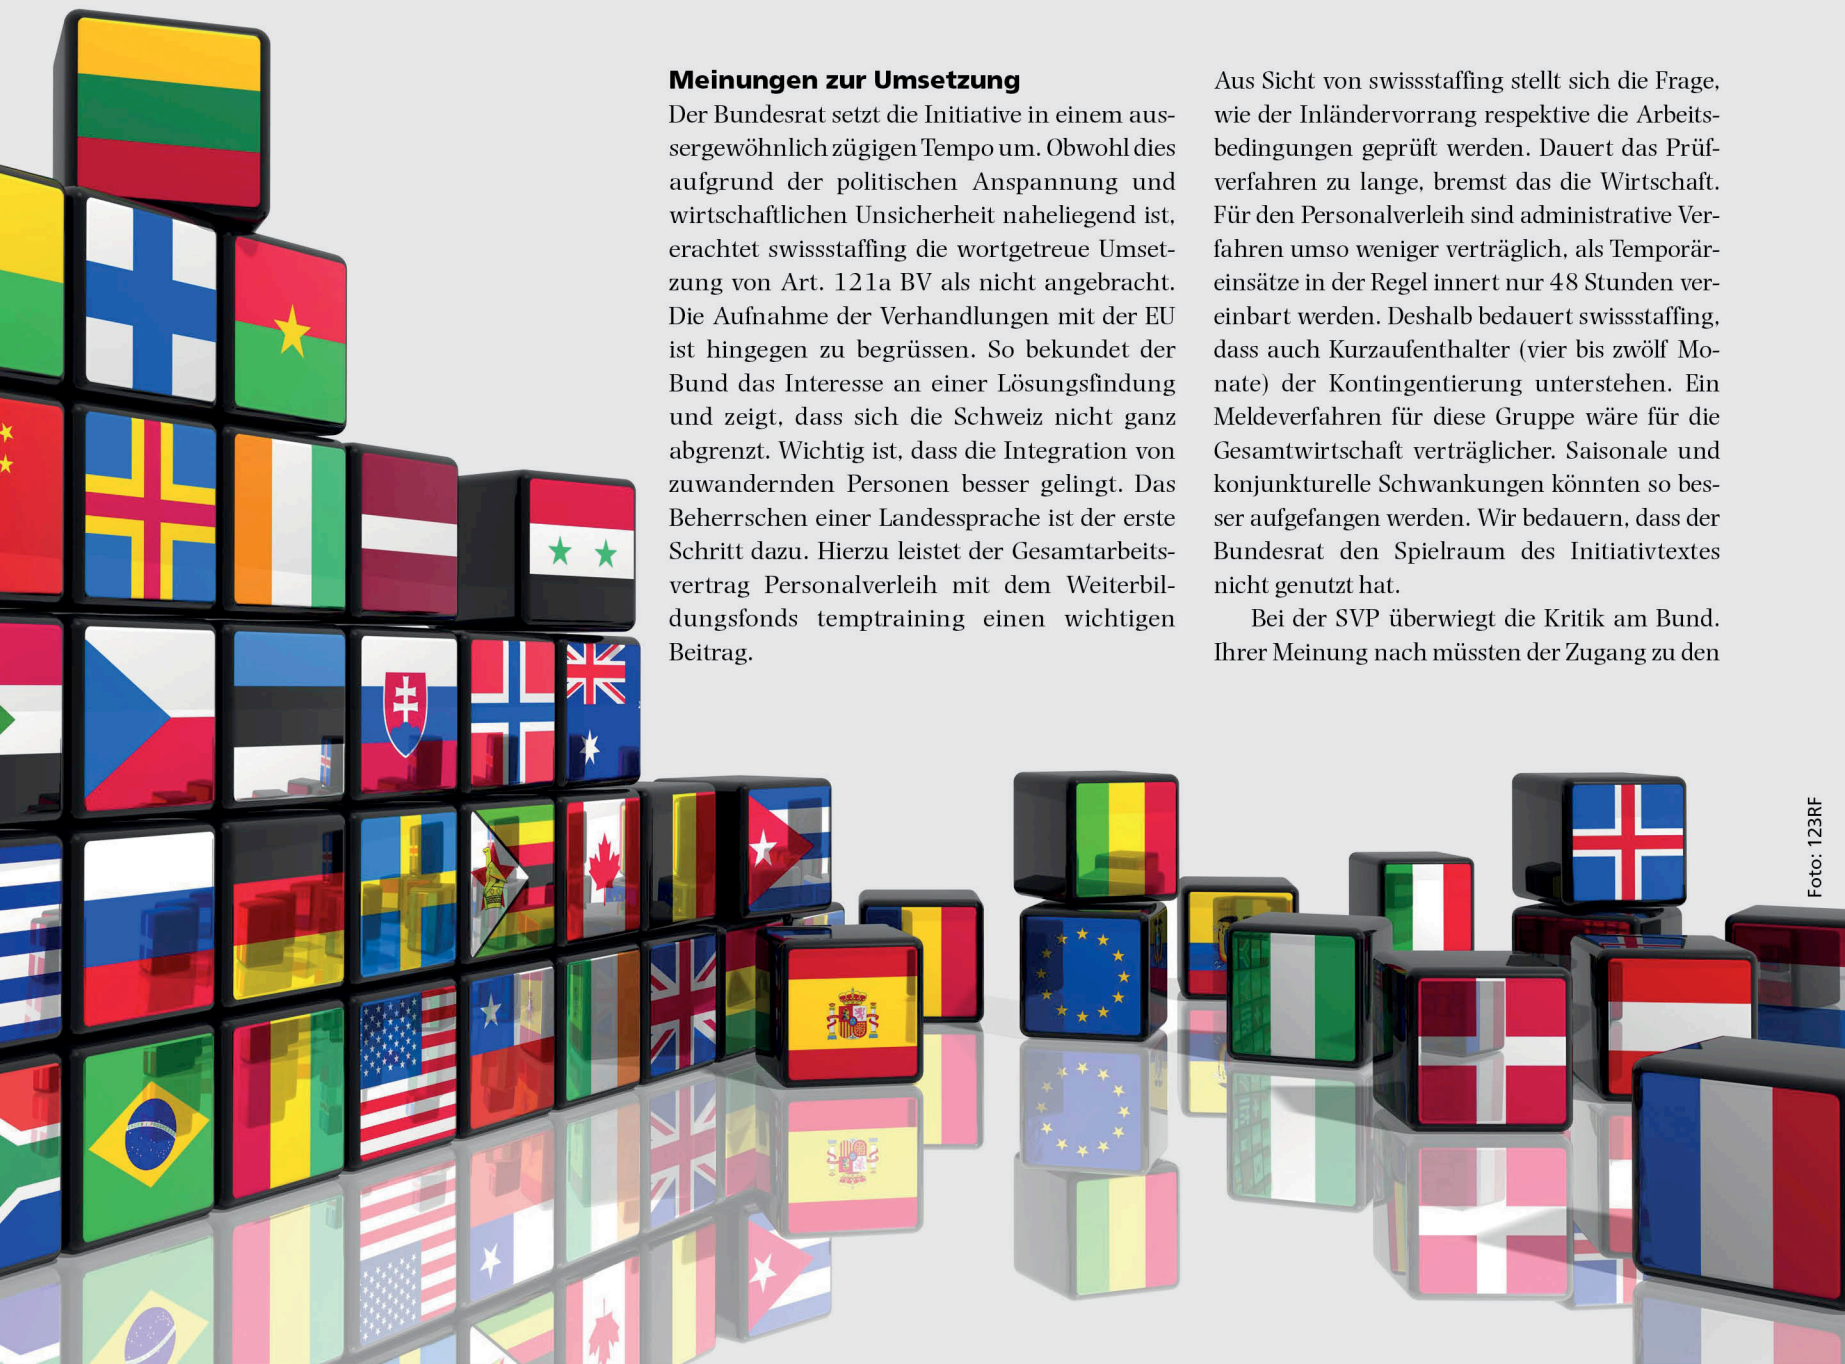 Meinungen zur Umsetzung
Der Bundesrat setzt die Initiative in einem aus-
sergewöhnlich zügigen Tempo um. Obwohl dies
aufgrund der politischen Anspannung und
wirtschaftlichen Unsicherheit naheliegend ist,
erachtet swissstaffing die wortgetreue Umset-
zung von Art. 121a BV als nicht angebracht.
Die Aufnahme der Verhandlungen mit der EU
ist hingegen zu begrüssen. So bekundet der
Bund das Interesse an einer Lösungsfindung
und zeigt, dass sich die Schweiz nicht ganz
abgrenzt. Wichtig ist, dass die Integration von
zuwandernden Personen besser gelingt. Das
Beherrschen einer Landessprache ist der erste
Schritt dazu. Hierzu leistet der Gesamtarbeits-
vertrag Personalverleih mit dem Weiterbil-
dungsfonds temptraining einen wichtigen
Beitrag.
Aus Sicht von swissstaffing stellt sich die Frage,
wie der Inländervorrang respektive die Arbeits-
bedingungen geprüft werden. Dauert das Prüf-
verfahren zu lange, bremst das die Wirtschaft.
Für den Personalverleih sind administrative Ver-
fahren umso weniger verträglich, als Temporär-
einsätze in der Regel innert nur 48 Stunden ver-
einbart werden. Deshalb bedauert swissstaffing,
dass auch Kurzaufenthalter (vier bis zwölf Mo-
nate) der Kontingentierung unterstehen. Ein
Meldeverfahren für diese Gruppe wäre für die
Gesamtwirtschaft verträglicher. Saisonale und
konjunkturelle Schwankungen könnten so bes-
ser aufgefangen werden. Wir bedauern, dass der
Bundesrat den Spielraum des Initiativtextes
nicht genutzt hat.
Bei der SVP überwiegt die Kritik am Bund.
Ihrer Meinung nach müssten der Zugang zu den
Foto: 123RF